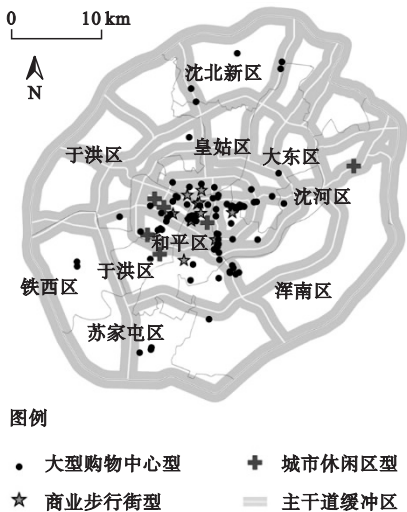 0 10 km
N
沈北新区
于洪区
皇姑区
大东区
沈河区
和平区
于洪区
铁西区
浑南区
苏家屯区
图例
大型购物中心型 城市休闲区型
商业步行街型 主干道缓冲区